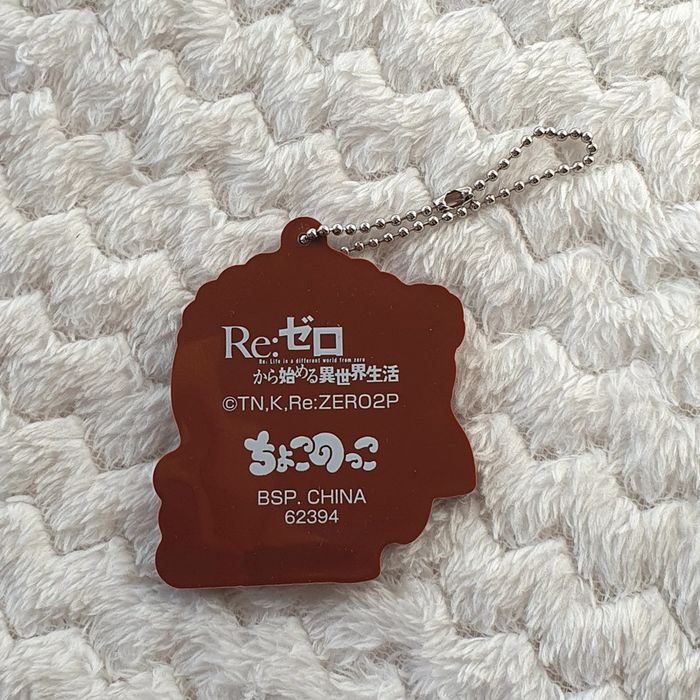 Re:ゼロ
Re: Life in a different world from zero
から始める異世界生活
©TN,K,Re:ZERO2P
ちょこのっこ
BSP. CHINA
62394